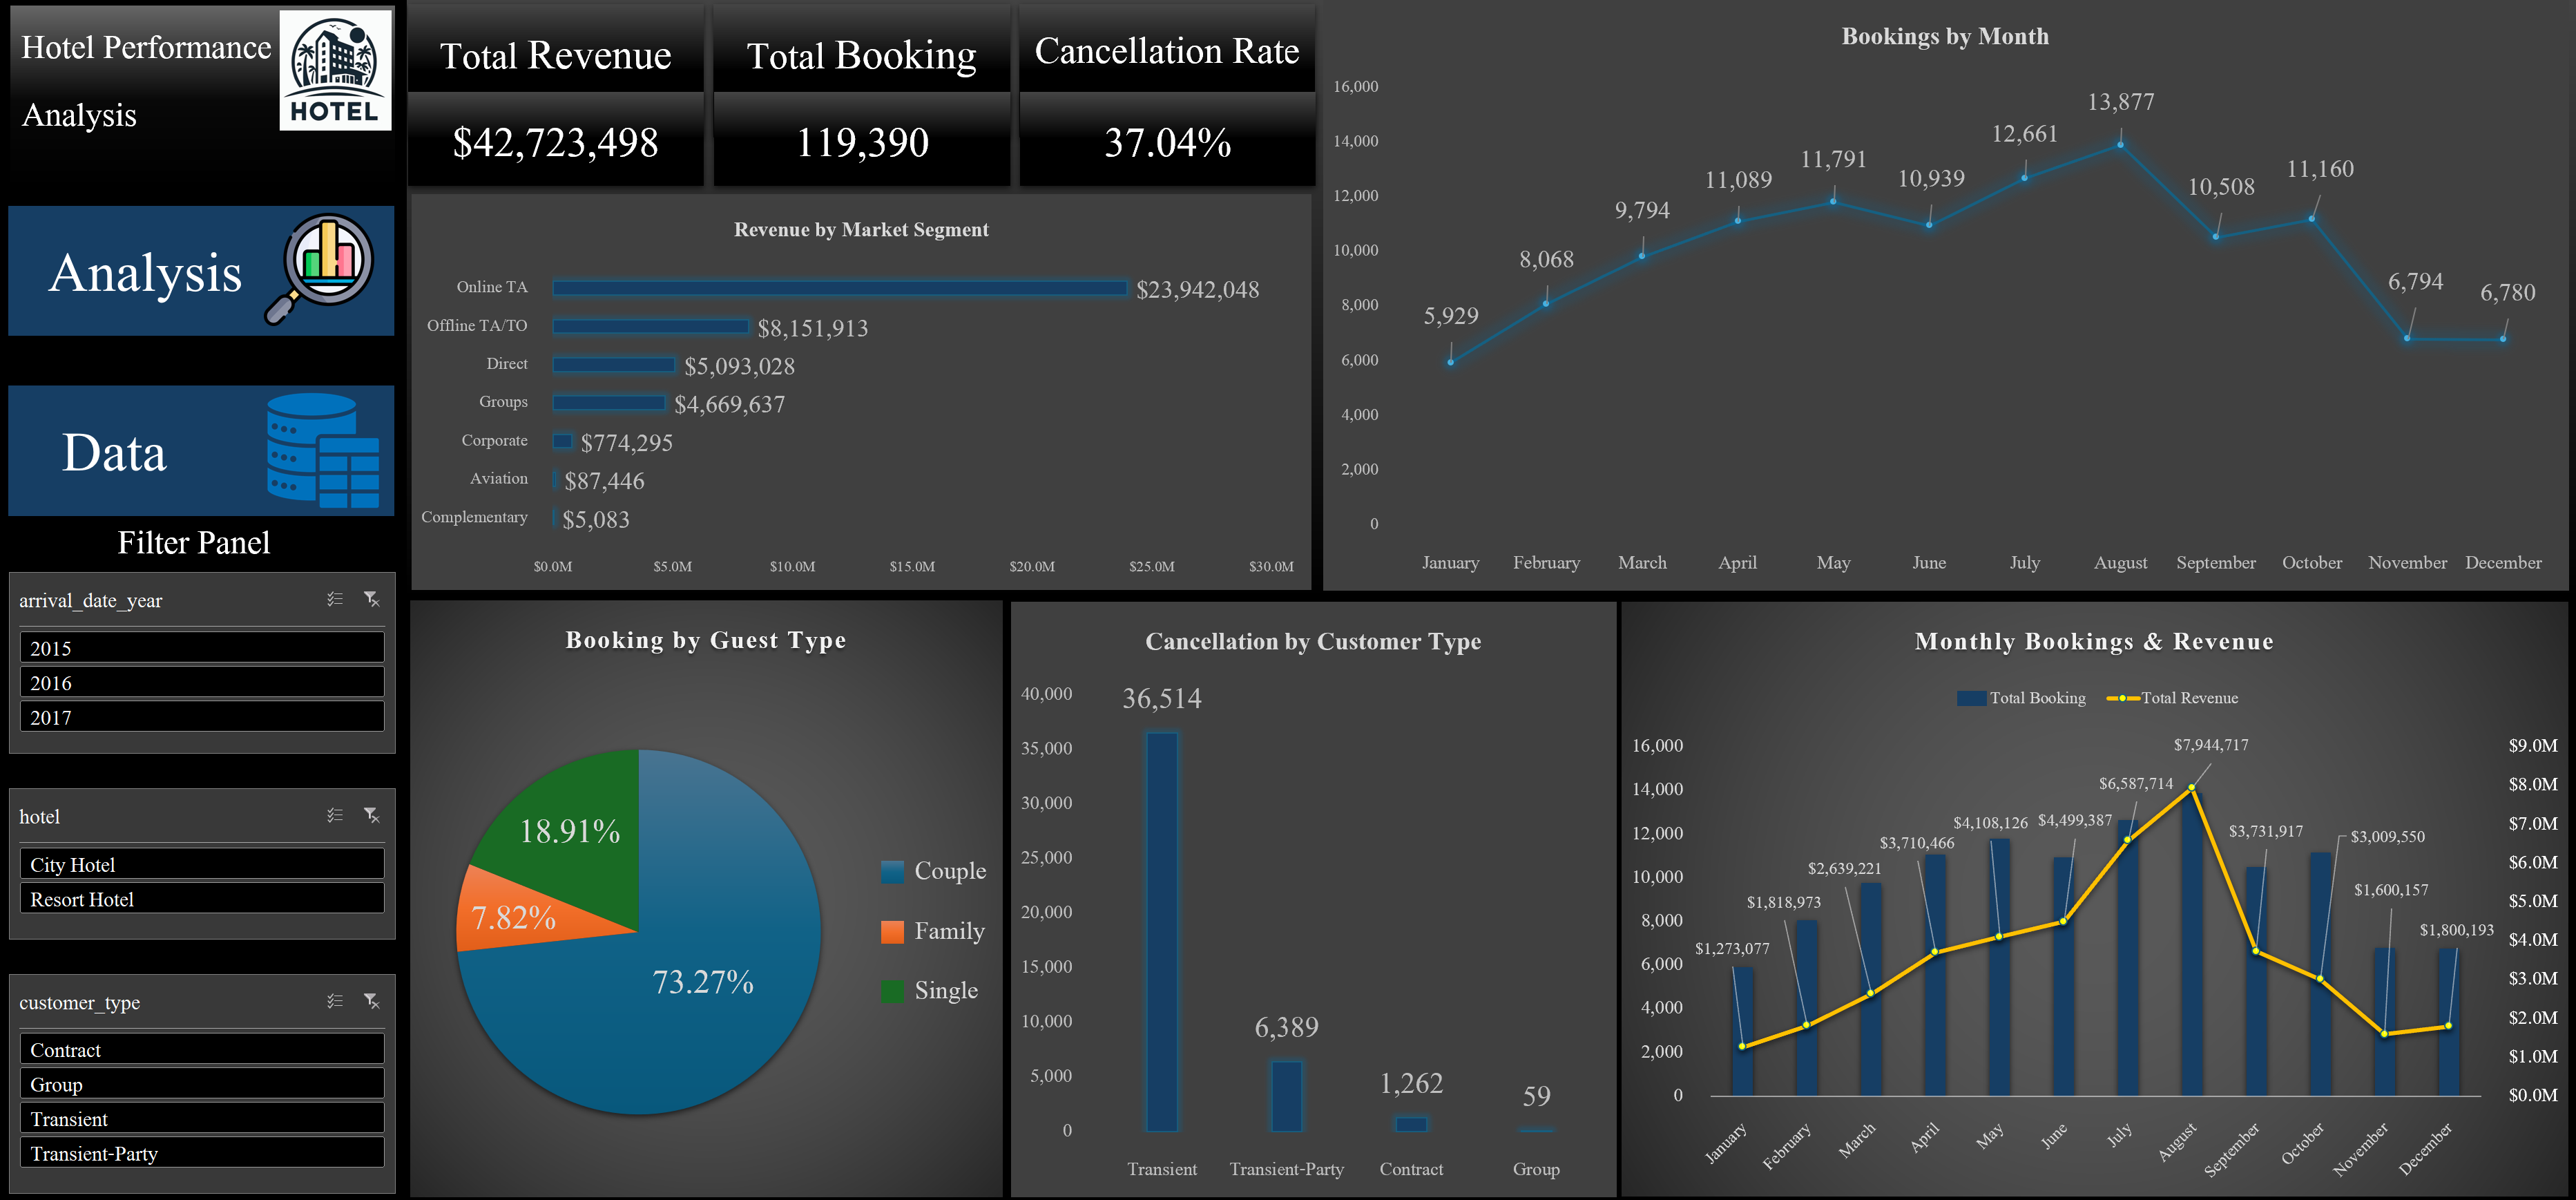 Hotel Performance
Analysis
HOTEL
Analysis
Data
Filter Panel
arrival_date_year
2015
2016
2017
hotel
City Hotel
Resort Hotel
customer_type
Contract
Group
Transient
Transient-Party
Total Revenue
$42,723,498
Total Booking
119,390
Cancellation Rate
37.04%
Revenue by Market Segment
Online TA $23,942,048
Offline TA/TO $8,151,913
Direct $5,093,028
Groups $4,669,637
Corporate $774,295
Aviation $87,446
Complementary $5,083
$0.0M $5.0M $10.0M $15.0M $20.0M $25.0M $30.0M
Bookings by Month
16,000
14,000
12,000
10,000
8,000
6,000
4,000
2,000
0
5,929
8,068
9,794
11,089
11,791
10,939
12,661
13,877
10,508
11,160
6,794
6,780
January February March April May June July August September October November December
Booking by Guest Type
18.91%
7.82%
73.27%
Couple
Family
Single
Cancellation by Customer Type
40,000
35,000
30,000
25,000
20,000
15,000
10,000
5,000
0
36,514
6,389
1,262
59
Transient Transient-Party Contract Group
Monthly Bookings & Revenue
Total Booking Total Revenue
16,000
14,000
12,000
10,000
8,000
6,000
4,000
2,000
0
$1,273,077
$1,818,973
$2,639,221
$3,710,466
$4,108,126
$4,499,387
$6,587,714
$7,944,717
$3,731,917
$3,009,550
$1,600,157
$1,800,193
$9.0M
$8.0M
$7.0M
$6.0M
$5.0M
$4.0M
$3.0M
$2.0M
$1.0M
$0.0M
January February March April May June July August September October November December